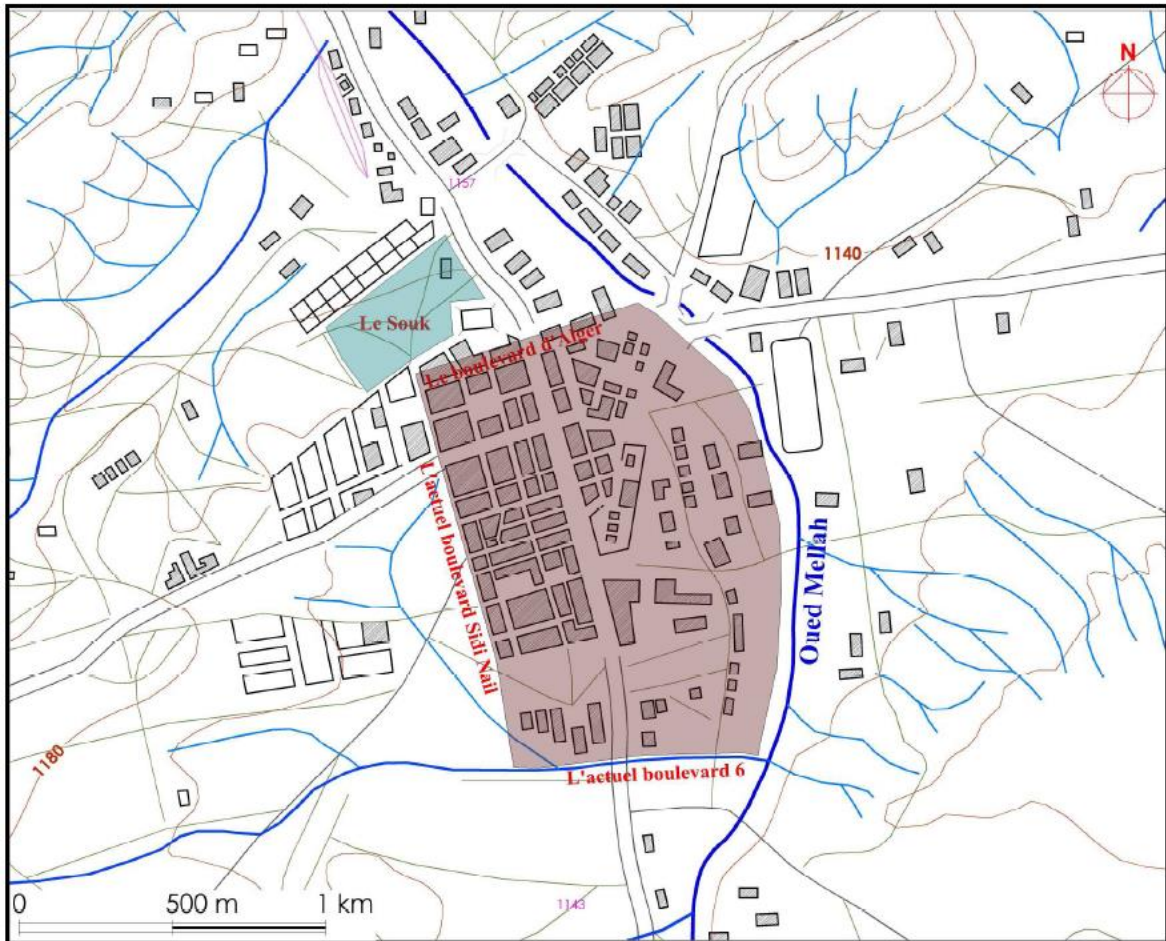 N
1157
1140
Le Souk
Le boulevard d'Alger
L'actuel boulevard Sidi Nail
Oued Mellah
1180
L'actuel boulevard 6
0 500 m 1 km
1143